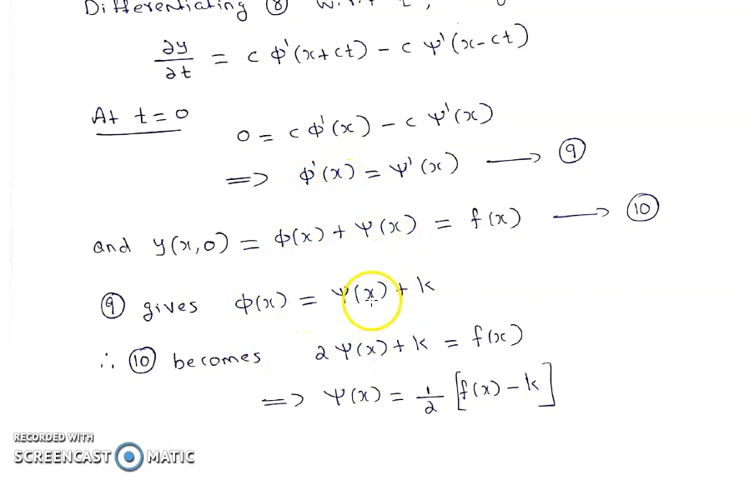 Differentiating ⑧ w.r.t t,
∂y/∂t = c ϕ'(x+ct) − c ψ'(x−ct)
At t=0
0 = c ϕ'(x) − c ψ'(x)
=> ϕ'(x) = ψ'(x) → ⑨
and y(x,0) = ϕ(x) + ψ(x) = f(x) → ⑩
⑨ gives ϕ(x) = ψ(x) + k
∴ ⑩ becomes 2ψ(x) + k = f(x)
=> ψ(x) = 1/2 [f(x) − k]
RECORDED WITH
SCREENCAST MATIC